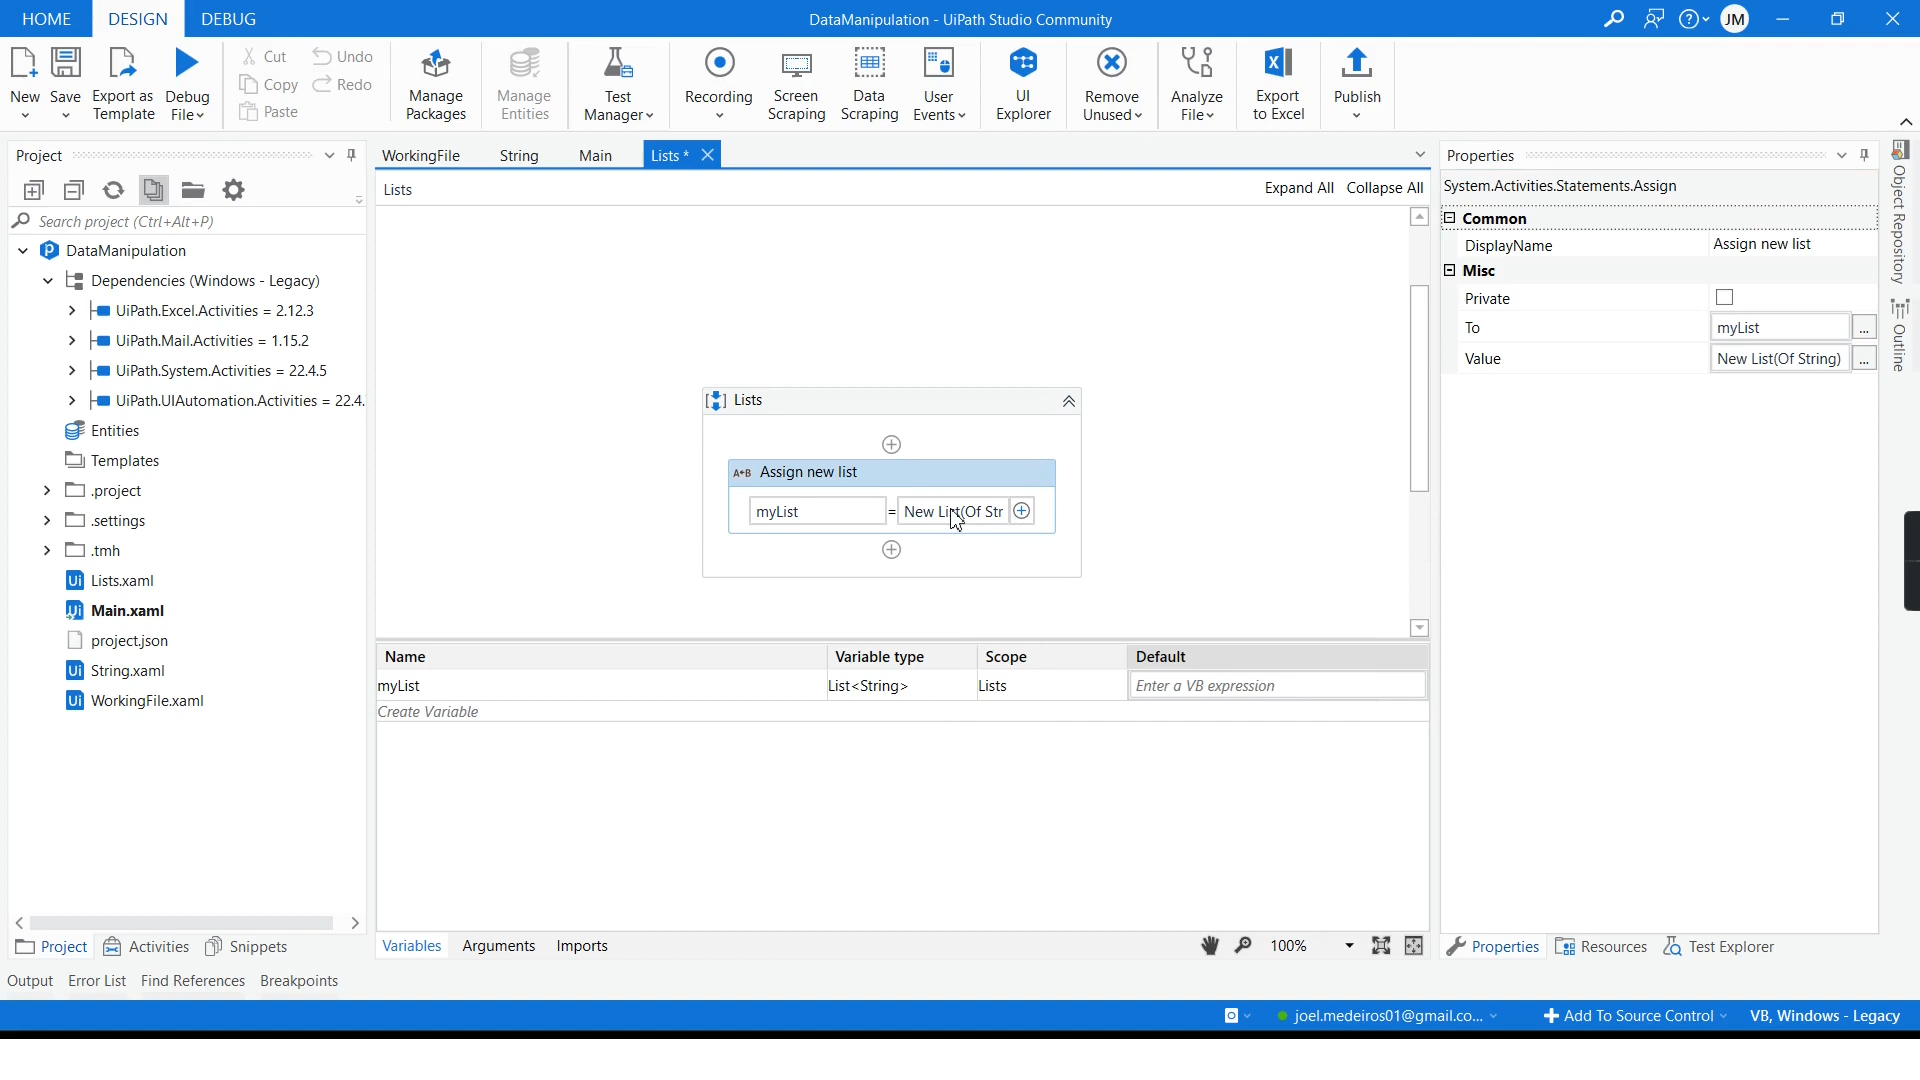 HOME DESIGN DEBUG DataManipulation - UiPath Studio Community JM
New Save Export as Template Debug File Cut Copy Paste Undo Redo Manage Packages Manage Entities Test Manager Recording Screen Scraping Data Scraping User Events UI Explorer Remove Unused Analyze File Export to Excel Publish
Project
Search project (Ctrl+Alt+P)
DataManipulation
Dependencies (Windows - Legacy)
UiPath.Excel.Activities = 2.12.3
UiPath.Mail.Activities = 1.15.2
UiPath.System.Activities = 22.4.5
UiPath.UIAutomation.Activities = 22.4.
Entities
Templates
.project
.settings
.tmh
Lists.xaml
Main.xaml
project.json
String.xaml
WorkingFile.xaml
Project Activities Snippets
WorkingFile String Main Lists *
Lists Expand All Collapse All
Lists
A←B Assign new list
myList = New List(Of Str
Name Variable type Scope Default
myList List<String> Lists Enter a VB expression
Create Variable
Variables Arguments Imports 100%
Properties
System.Activities.Statements.Assign
Common
DisplayName Assign new list
Misc
Private
To myList ...
Value New List(Of String) ...
Properties Resources Test Explorer
Object Repository
Outline
Output Error List Find References Breakpoints
joel.medeiros01@gmail.co... Add To Source Control VB, Windows - Legacy